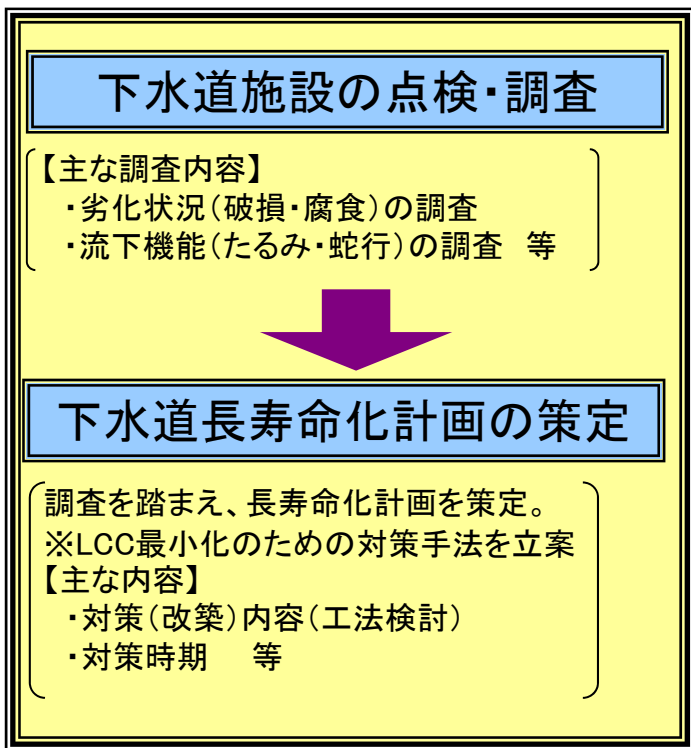 下水道施設の点検・調査
【主な調査内容】
・劣化状況(破損・腐食)の調査
・流下機能(たるみ・蛇行)の調査　等
下水道長寿命化計画の策定
調査を踏まえ、長寿命化計画を策定。
※LCC最小化のための対策手法を立案
【主な内容】
・対策(改築)内容(工法検討)
・対策時期　等